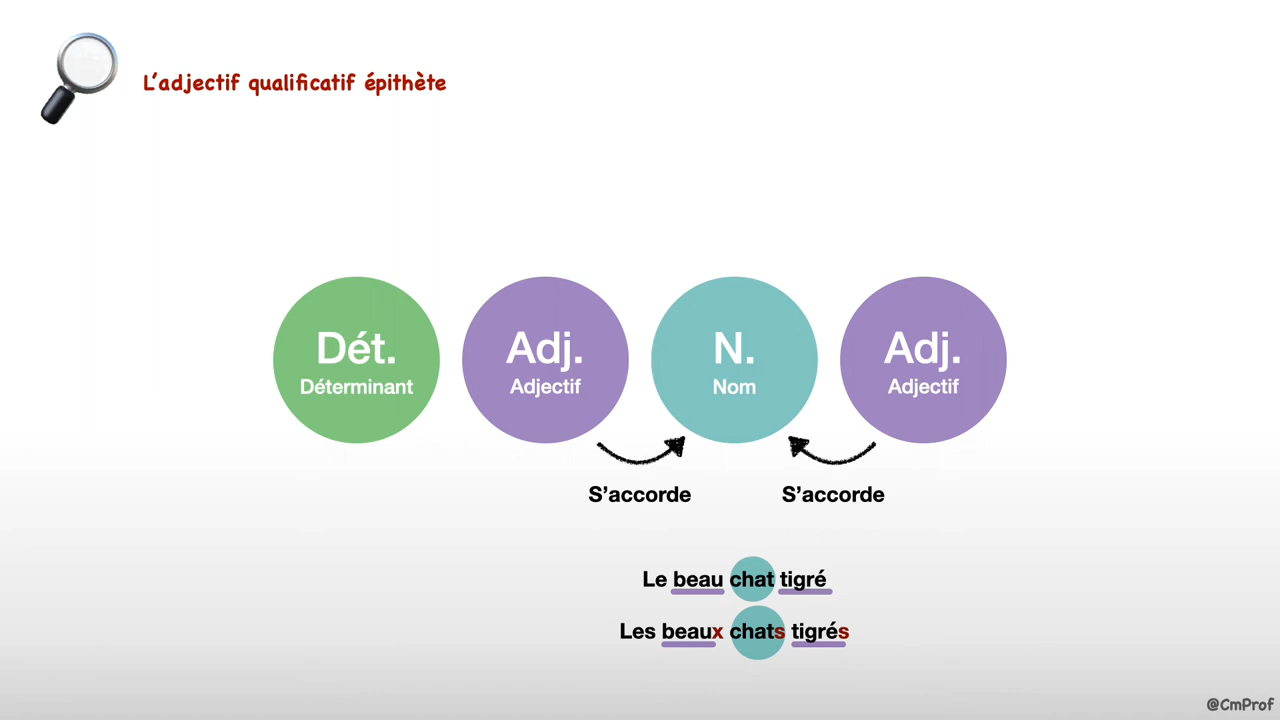 L'adjectif qualificatif épithète
Dét. Adj. N. Adj.
Déterminant Adjectif Nom Adjectif
S'accorde S'accorde
Le beau chat tigré
Les beaux chats tigrés
@CmProf